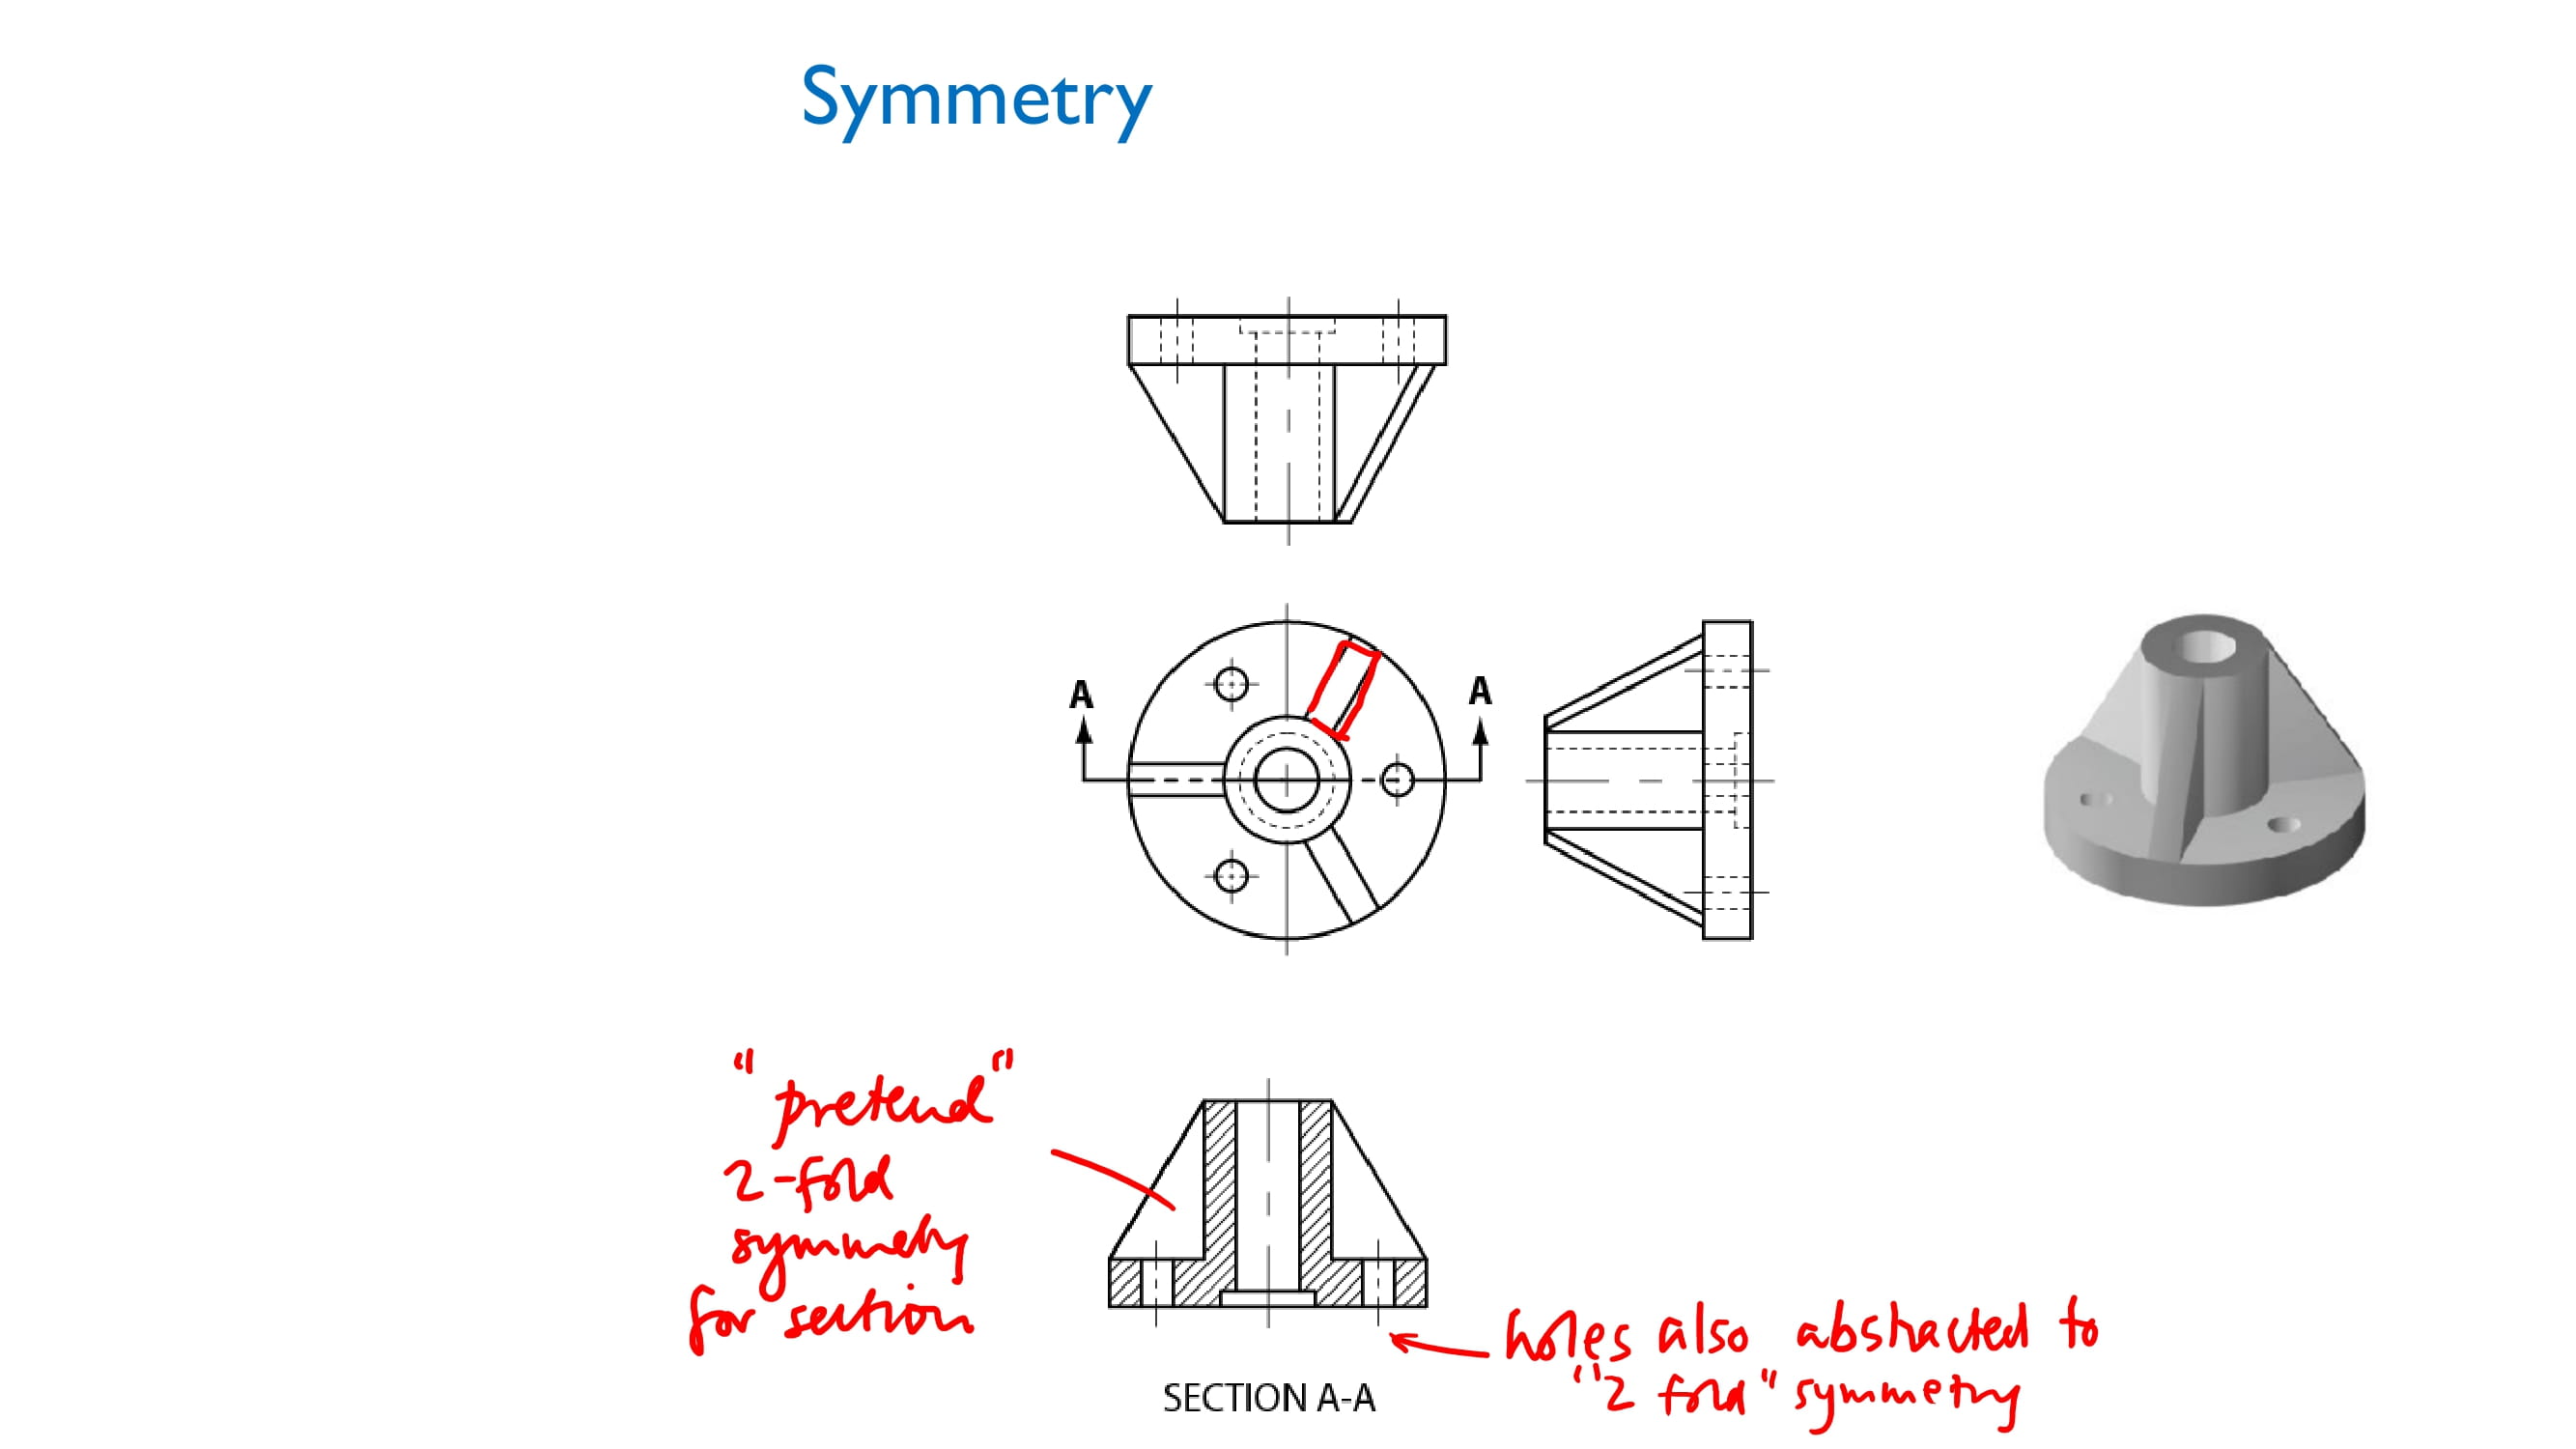 Symmetry
A A
"pretend"
2-fold
symmetry
for section
holes also abstracted to
"2 fold" symmetry
SECTION A-A